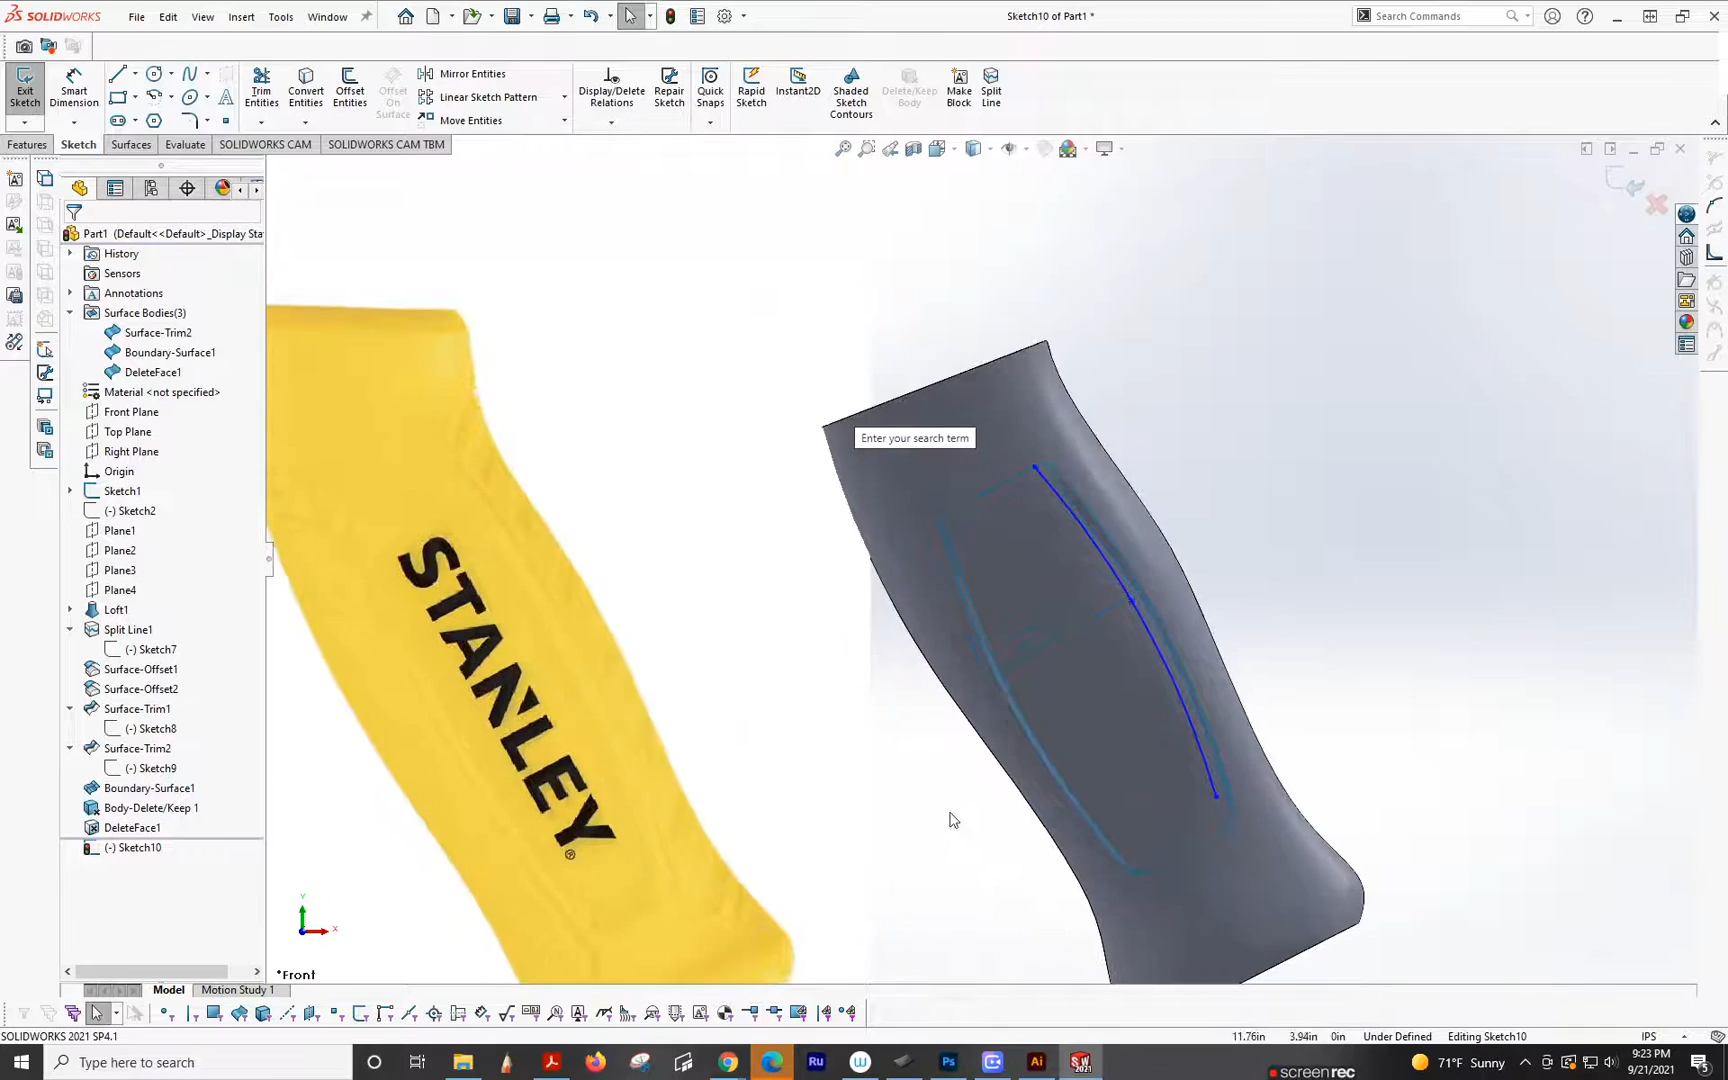 SOLIDWORKS
File
Edit
View
Insert
Tools
Window
Sketch10 of Part1 *
Search Commands
Exit Sketch
Smart Dimension
Trim Entities
Convert Entities
Offset Entities
Offset On Surface
Mirror Entities
Linear Sketch Pattern
Move Entities
Display/Delete Relations
Repair Sketch
Quick Snaps
Rapid Sketch
Instant2D
Shaded Sketch Contours
Delete/Keep Body
Make Block
Split Line
Features
Sketch
Surfaces
Evaluate
SOLIDWORKS CAM
SOLIDWORKS CAM TBM
Part1 (Default<<Default>_Display Sta
History
Sensors
Annotations
Surface Bodies(3)
Surface-Trim2
Boundary-Surface1
DeleteFace1
Material <not specified>
Front Plane
Top Plane
Right Plane
Origin
Sketch1
(-) Sketch2
Plane1
Plane2
Plane3
Plane4
Loft1
Split Line1
(-) Sketch7
Surface-Offset1
Surface-Offset2
Surface-Trim1
(-) Sketch8
Surface-Trim2
(-) Sketch9
Boundary-Surface1
Body-Delete/Keep 1
DeleteFace1
(-) Sketch10
STANLEY
®
Enter your search term
Y
X
*Front
Model
Motion Study 1
SOLIDWORKS 2021 SP4.1
11.76in
3.94in
0in
Under Defined
Editing Sketch10
IPS
Type here to search
Ru
Ps
Ai
SW 2021
71°F Sunny
9:23 PM
9/21/2021
5
screenrec